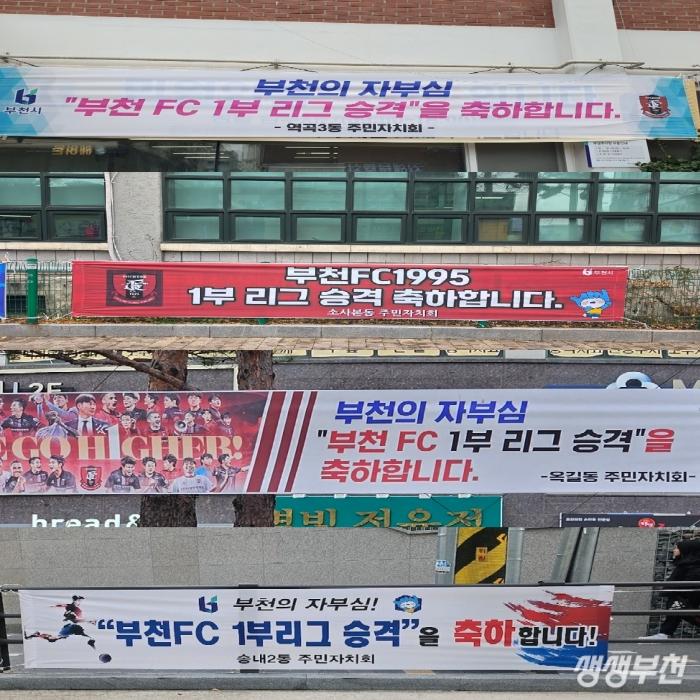 부천의 자부심
부천시
"부천 FC 1부 리그 승격"을 축하합니다.
- 역곡3동 주민자치회 -
부천시
부천FC1995
1부 리그 승격 축하합니다.
소사본동 주민자치회
GO HIGHER!
부천의 자부심
"부천 FC 1부 리그 승격"을
축하합니다.
-옥길동 주민자치회-
bread&
부천의 자부심!
“부천FC 1부리그 승격”을 축하합니다!
송내2동 주민자치회
생생부천